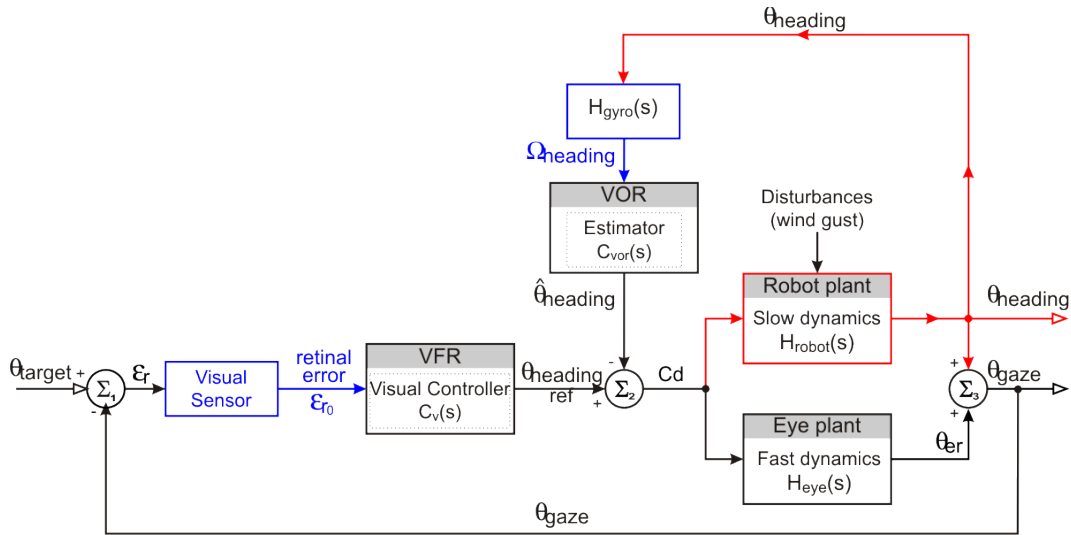 θheading
Hgyro(s)
Ωheading
VOR
Estimator
Cvor(s)
Disturbances
(wind gust)
θ̂heading
Robot plant
Slow dynamics
Hrobot(s)
θheading
θtarget
+
-
Σ1
εr
Visual
Sensor
retinal
error
εr0
VFR
Visual Controller
Cv(s)
θheading
ref
-
+
Σ2
Cd
+
+
Σ3
θgaze
Eye plant
Fast dynamics
Heye(s)
θer
θgaze